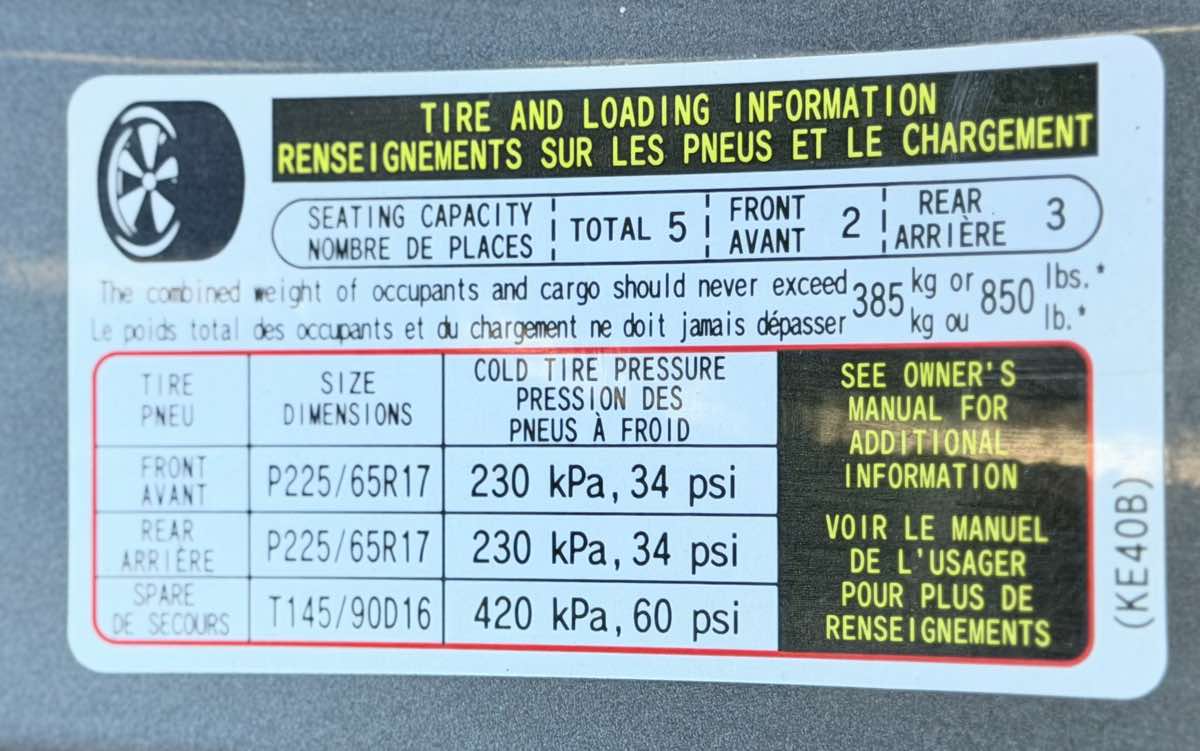 TIRE AND LOADING INFORMATION
RENSEIGNEMENTS SUR LES PNEUS ET LE CHARGEMENT
SEATING CAPACITY
NOMBRE DE PLACES
TOTAL 5
FRONT
AVANT
2
REAR
ARRIÈRE
3
The combined weight of occupants and cargo should never exceed 385 kg or 850 lbs.*
Le poids total des occupants et du chargement ne doit jamais dépasser kg ou lb.*
TIRE
PNEU
SIZE
DIMENSIONS
COLD TIRE PRESSURE
PRESSION DES
PNEUS À FROID
FRONT
AVANT
P225/65R17
230 kPa, 34 psi
REAR
ARRIÈRE
P225/65R17
230 kPa, 34 psi
SPARE
DE SECOURS
T145/90D16
420 kPa, 60 psi
SEE OWNER'S
MANUAL FOR
ADDITIONAL
INFORMATION
VOIR LE MANUEL
DE L'USAGER
POUR PLUS DE
RENSEIGNEMENTS
(KE40B)